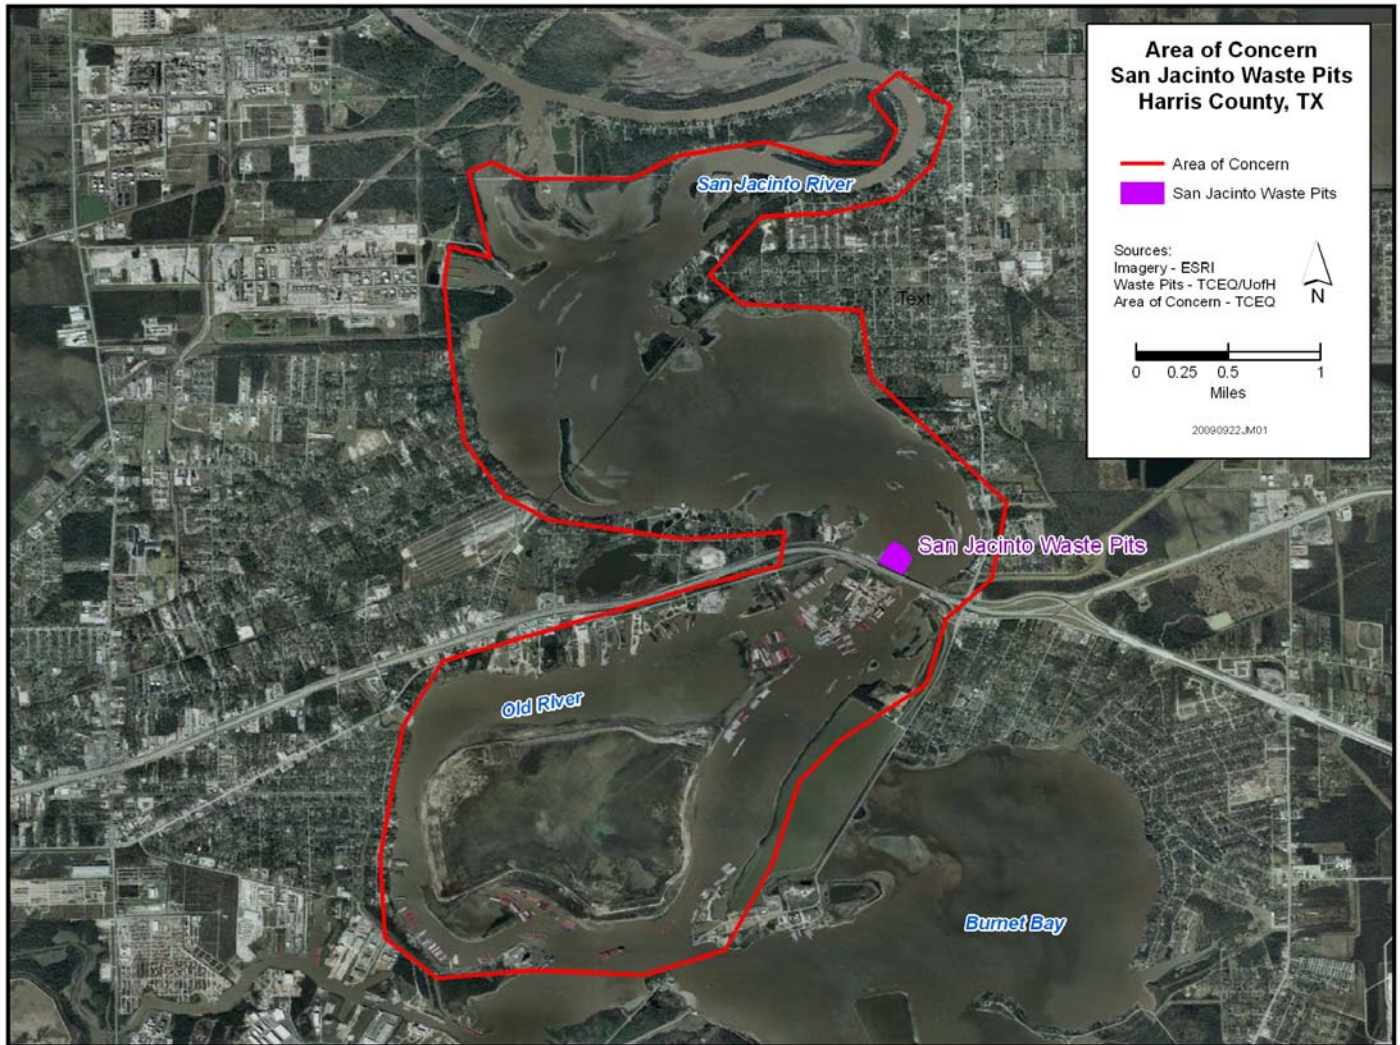 Area of Concern
San Jacinto Waste Pits
Harris County, TX
Area of Concern
San Jacinto Waste Pits
Sources:
Imagery - ESRI
Waste Pits - TCEQ/UofH
Area of Concern - TCEQ
N
0 0.25 0.5 1
Miles
20090922JM01
San Jacinto River
Text
San Jacinto Waste Pits
Old River
Burnet Bay